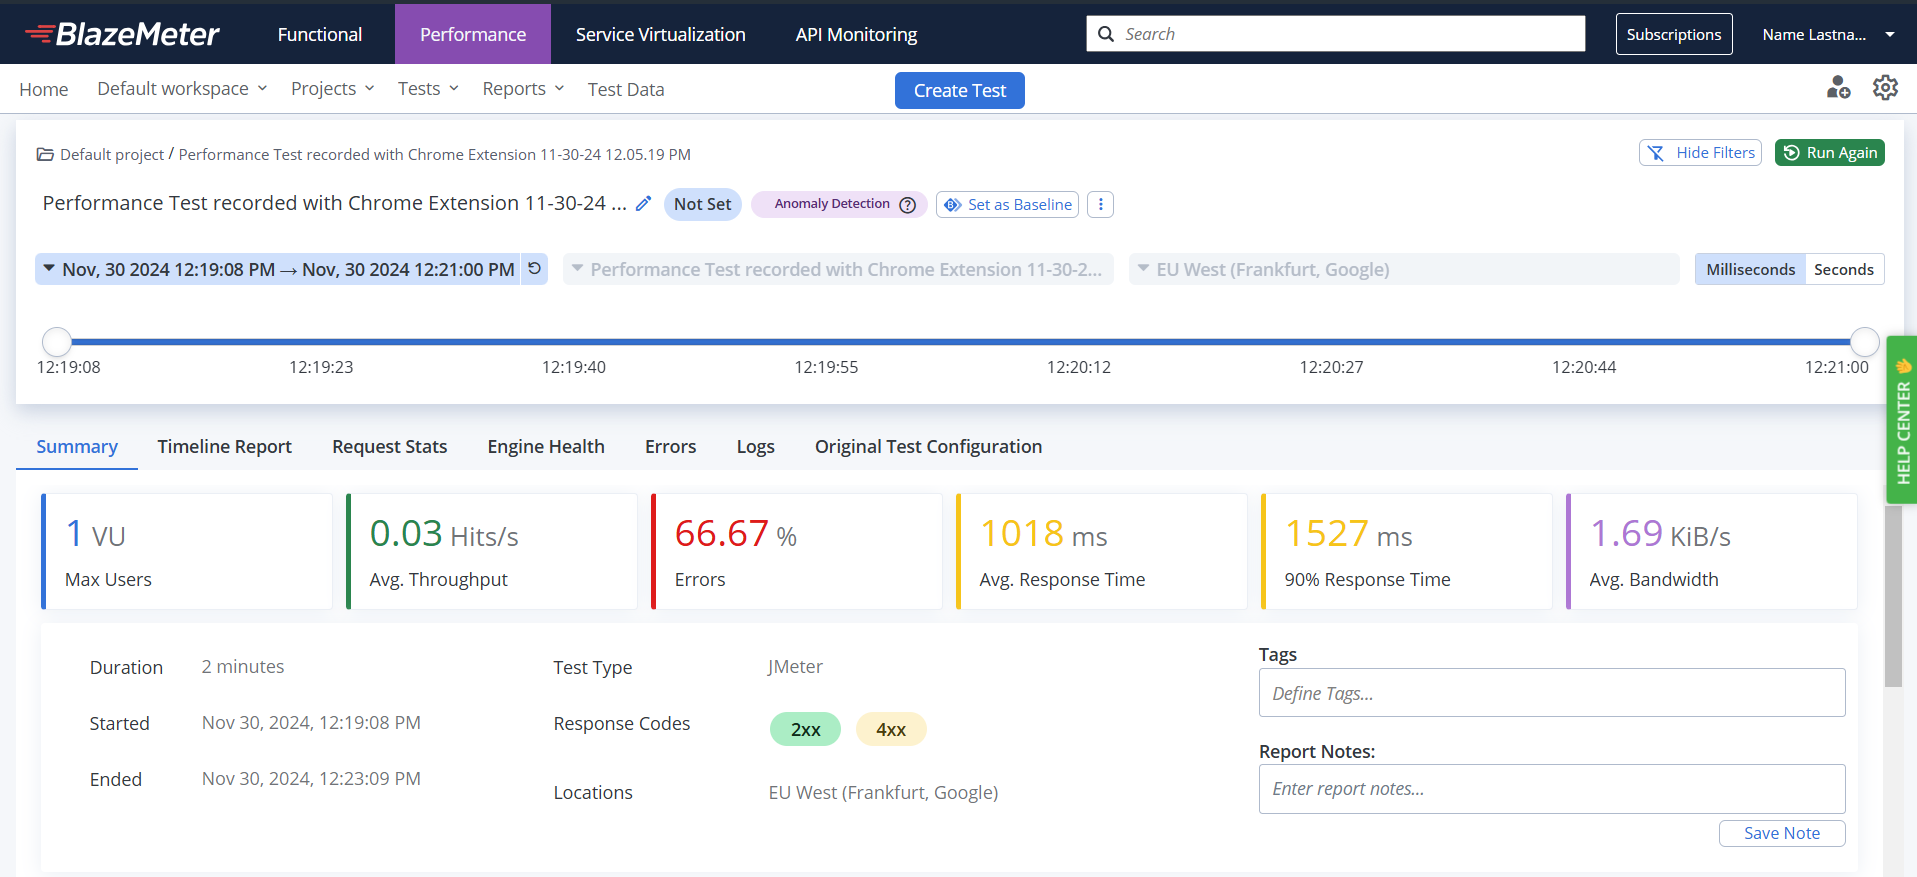 BlazeMeter Functional Performance Service Virtualization API Monitoring Search Subscriptions Name Lastna...
Home Default workspace Projects Tests Reports Test Data Create Test
Default project / Performance Test recorded with Chrome Extension 11-30-24 12.05.19 PM Hide Filters Run Again
Performance Test recorded with Chrome Extension 11-30-24 ... Not Set Anomaly Detection ? Set as Baseline
Nov, 30 2024 12:19:08 PM → Nov, 30 2024 12:21:00 PM Performance Test recorded with Chrome Extension 11-30-2... EU West (Frankfurt, Google) Milliseconds Seconds
12:19:08 12:19:23 12:19:40 12:19:55 12:20:12 12:20:27 12:20:44 12:21:00
HELP CENTER
Summary Timeline Report Request Stats Engine Health Errors Logs Original Test Configuration
1 VU 0.03 Hits/s 66.67 % 1018 ms 1527 ms 1.69 KiB/s
Max Users Avg. Throughput Errors Avg. Response Time 90% Response Time Avg. Bandwidth
Duration 2 minutes
Started Nov 30, 2024, 12:19:08 PM
Ended Nov 30, 2024, 12:23:09 PM
Test Type JMeter
Response Codes 2xx 4xx
Locations EU West (Frankfurt, Google)
Tags
Define Tags...
Report Notes:
Enter report notes...
Save Note